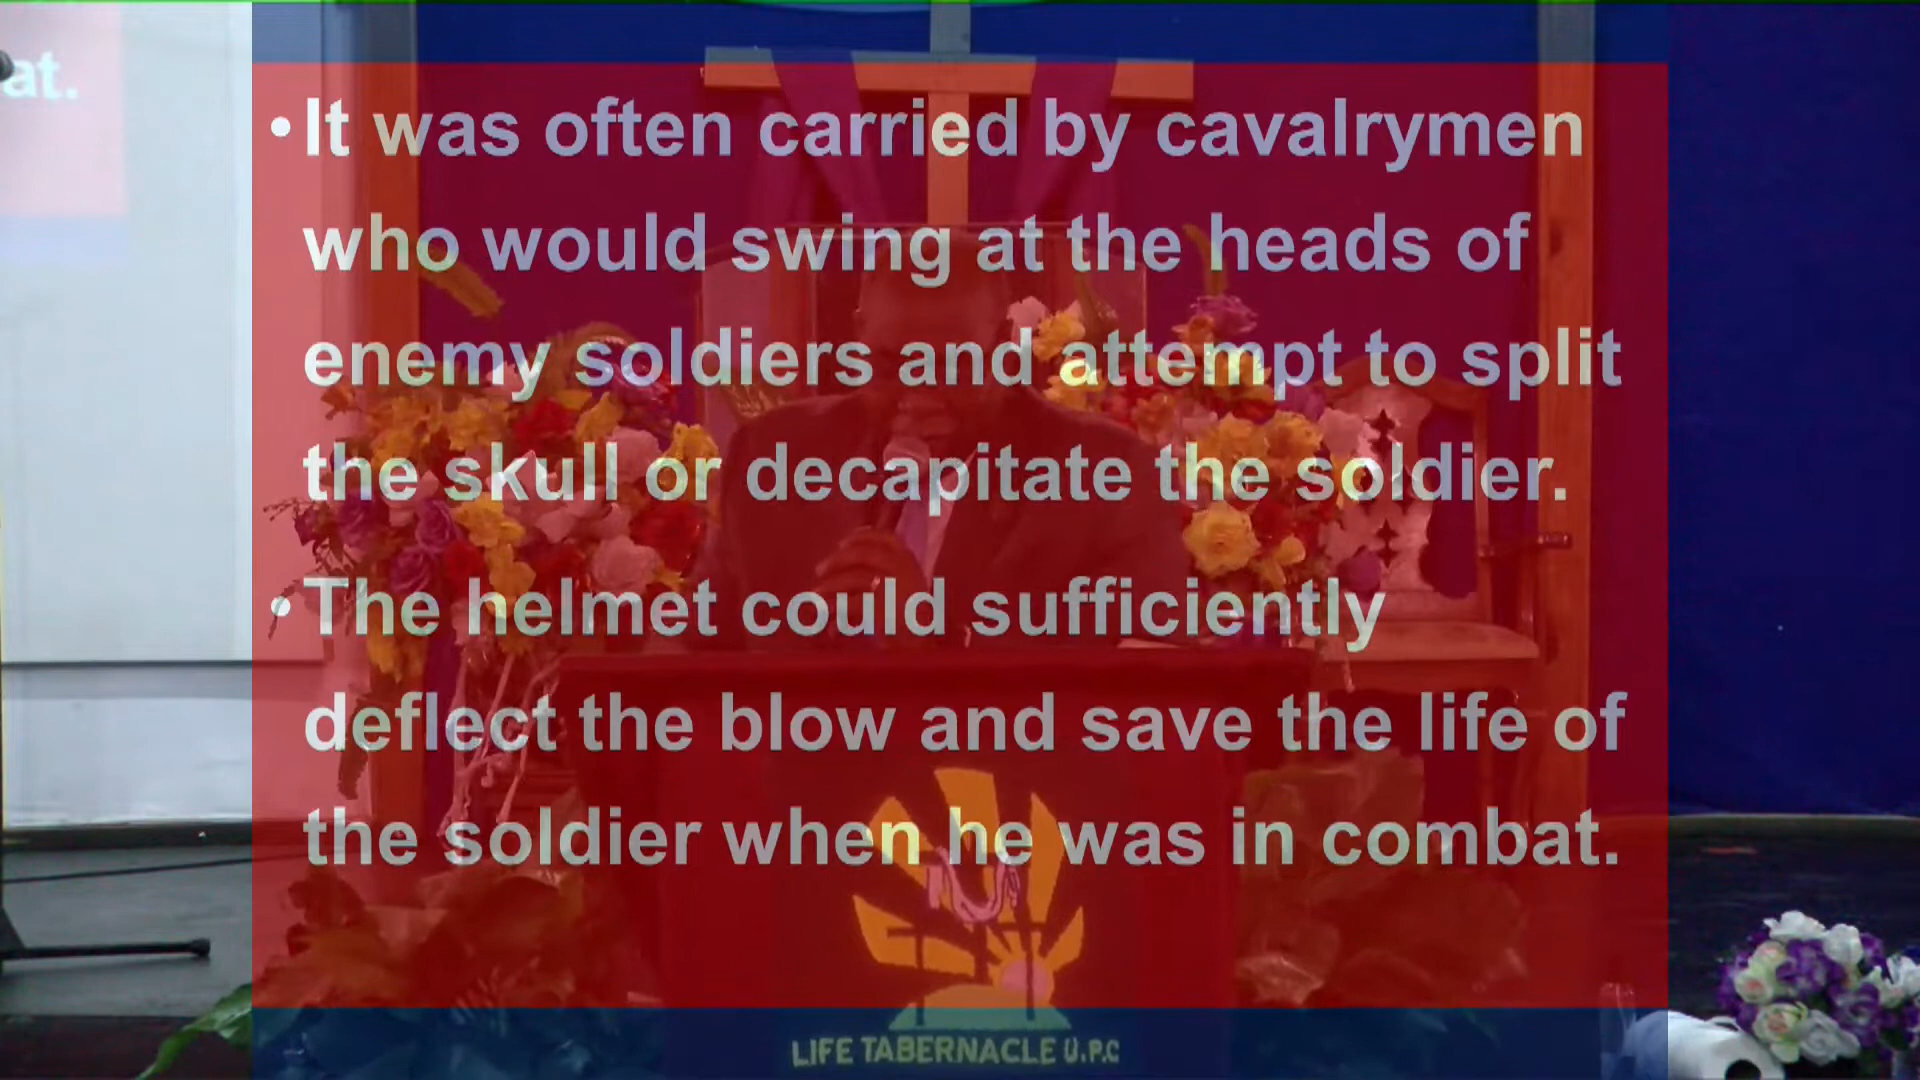 at.
• It was often carried by cavalrymen
who would swing at the heads of
enemy soldiers and attempt to split
the skull or decapitate the soldier.
• The helmet could sufficiently
deflect the blow and save the life of
the soldier when he was in combat.
LIFE TABERNACLE U.P.C